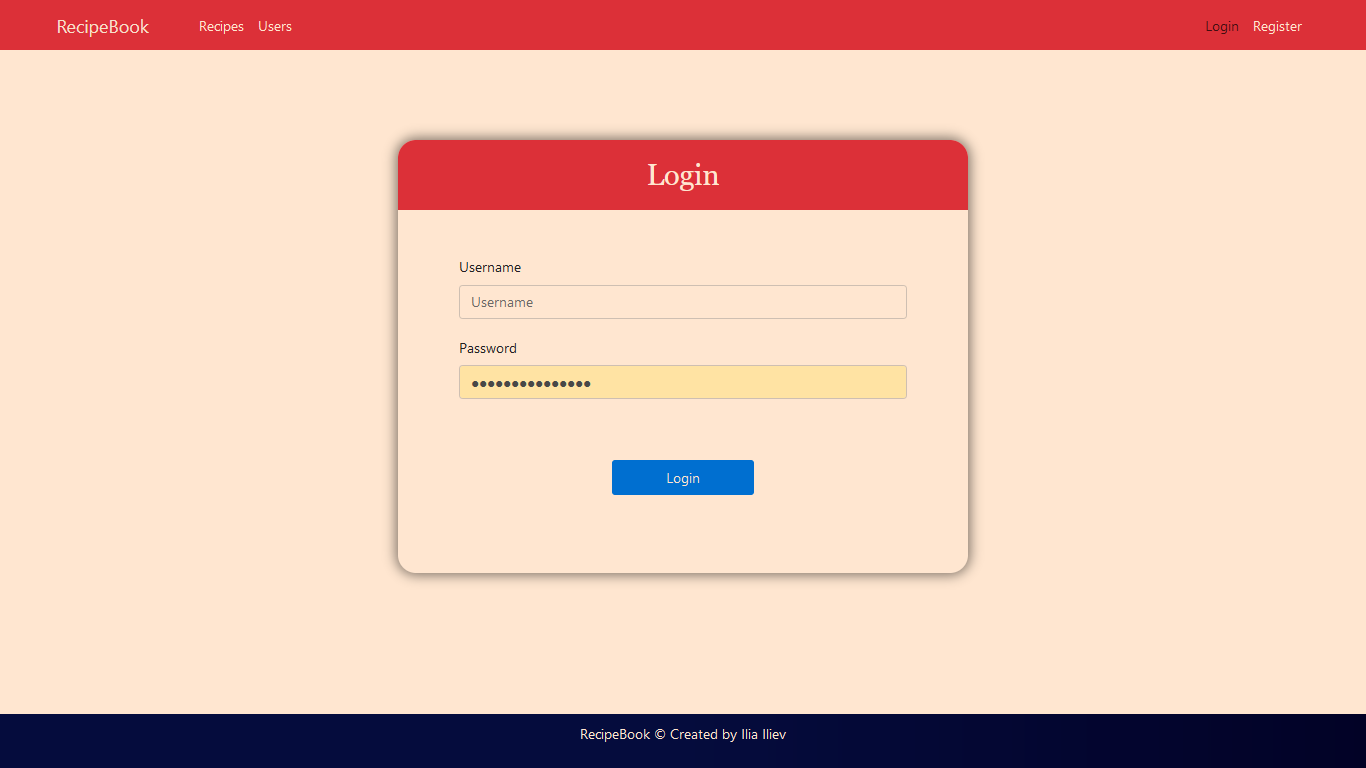 RecipeBook Recipes Users Login Register
Login
Username
Username
Password
●●●●●●●●●●●●●●●
Login
RecipeBook © Created by Ilia Iliev